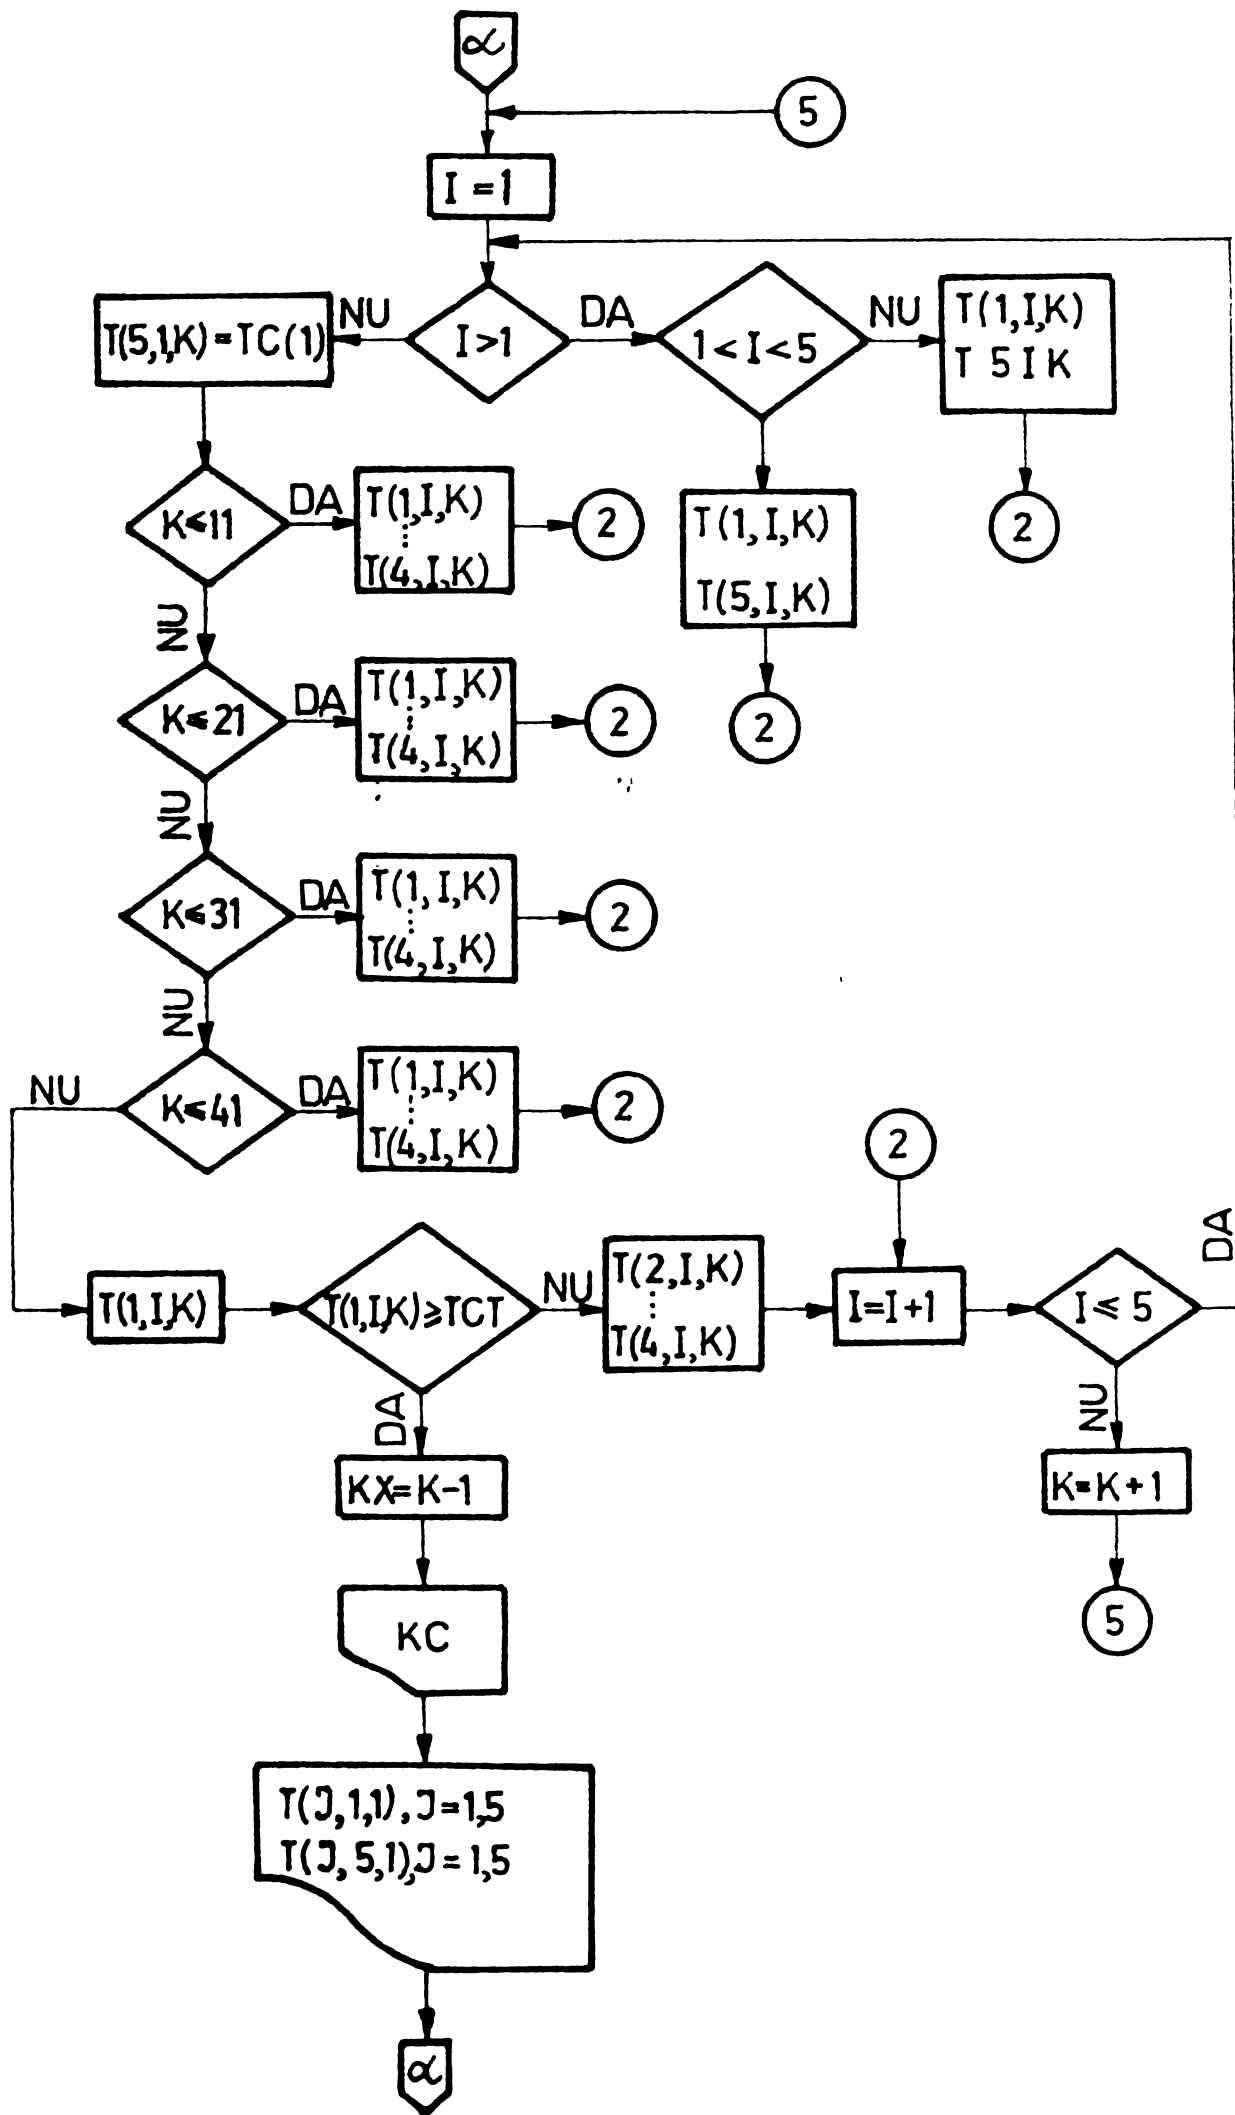 α
5
I = 1
T(5,1,K) = TC(1)
NU
I > 1
DA
1 < I < 5
NU
T(1,I,K)
T 5 I K
K ≤ 11
DA
T(1,I,K)
⋮
T(4,I,K)
2
T(1,I,K)
T(5,I,K)
2
NU
K ≤ 21
DA
T(1,I,K)
⋮
T(4,I,K)
2
2
NU
K ≤ 31
DA
T(1,I,K)
⋮
T(4,I,K)
2
NU
NU
K ≤ 41
DA
T(1,I,K)
⋮
T(4,I,K)
2
2
T(1,I,K)
T(1,I,K) ≥ TCT
NU
T(2,I,K)
⋮
T(4,I,K)
I = I + 1
I ≤ 5
DA
DA
NU
KX = K - 1
K = K + 1
KC
5
T(J,1,1), J = 1,5
T(J,5,1), J = 1,5
α